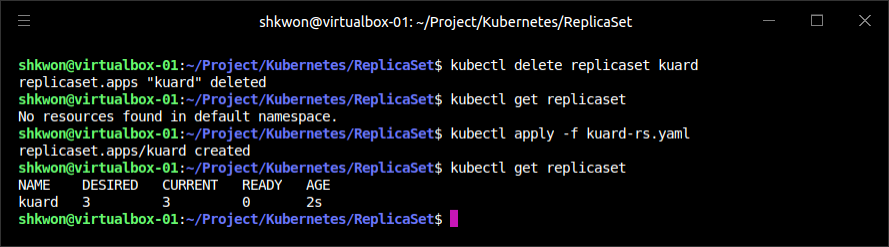 shkwon@virtualbox-01: ~/Project/Kubernetes/ReplicaSet
shkwon@virtualbox-01:~/Project/Kubernetes/ReplicaSet$ kubectl delete replicaset kuard
replicaset.apps "kuard" deleted
shkwon@virtualbox-01:~/Project/Kubernetes/ReplicaSet$ kubectl get replicaset
No resources found in default namespace.
shkwon@virtualbox-01:~/Project/Kubernetes/ReplicaSet$ kubectl apply -f kuard-rs.yaml
replicaset.apps/kuard created
shkwon@virtualbox-01:~/Project/Kubernetes/ReplicaSet$ kubectl get replicaset
NAME    DESIRED   CURRENT   READY   AGE
kuard   3         3         0       2s
shkwon@virtualbox-01:~/Project/Kubernetes/ReplicaSet$